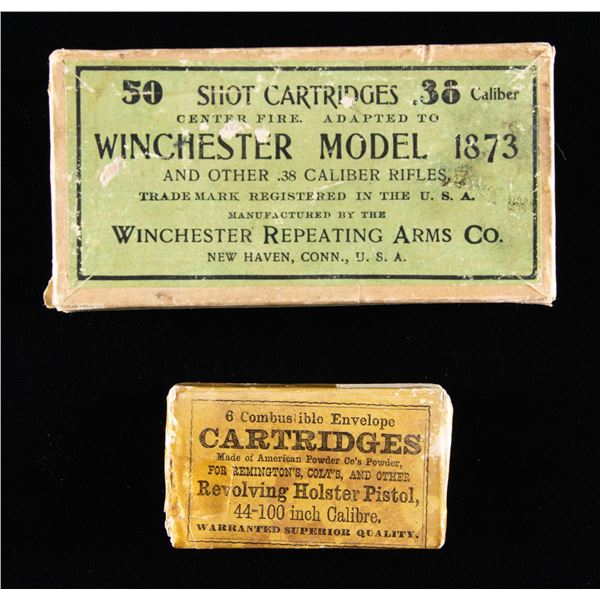 50 SHOT CARTRIDGES .38 Caliber
CENTER FIRE. ADAPTED TO
WINCHESTER MODEL 1873
AND OTHER .38 CALIBER RIFLES,
TRADE MARK REGISTERED IN THE U. S. A.
MANUFACTURED BY THE
WINCHESTER REPEATING ARMS CO.
NEW HAVEN, CONN., U. S. A.
6 Combustible Envelope
CARTRIDGES
Made of American Powder Co's Powder,
FOR REMINGTON'S, COLT'S, AND OTHER
Revolving Holster Pistol,
44-100 inch Calibre.
WARRANTED SUPERIOR QUALITY.